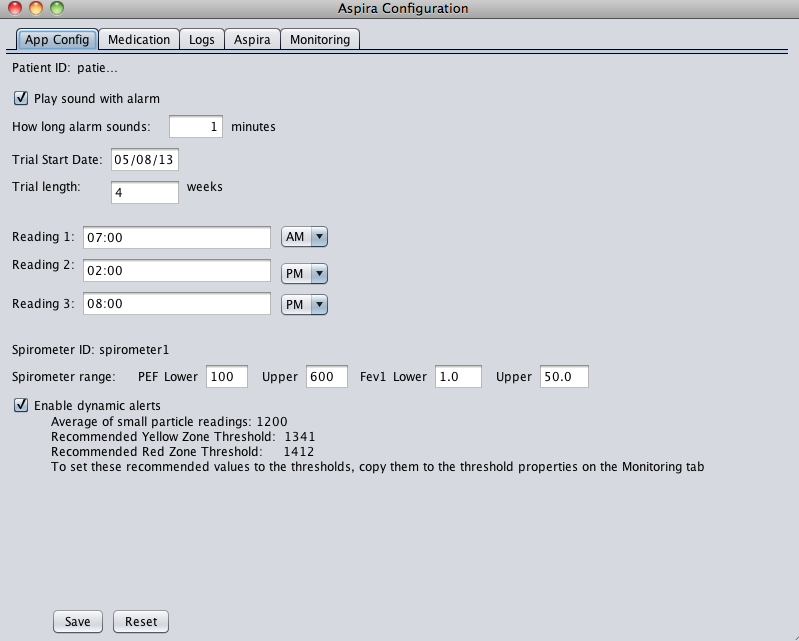 Aspira Configuration
App Config Medication Logs Aspira Monitoring
Patient ID: patie...
Play sound with alarm
How long alarm sounds: 1 minutes
Trial Start Date: 05/08/13
Trial length: 4 weeks
Reading 1: 07:00 AM
Reading 2: 02:00 PM
Reading 3: 08:00 PM
Spirometer ID: spirometer1
Spirometer range: PEF Lower 100 Upper 600 Fev1 Lower 1.0 Upper 50.0
Enable dynamic alerts
Average of small particle readings: 1200
Recommended Yellow Zone Threshold: 1341
Recommended Red Zone Threshold: 1412
To set these recommended values to the thresholds, copy them to the threshold properties on the Monitoring tab
Save Reset